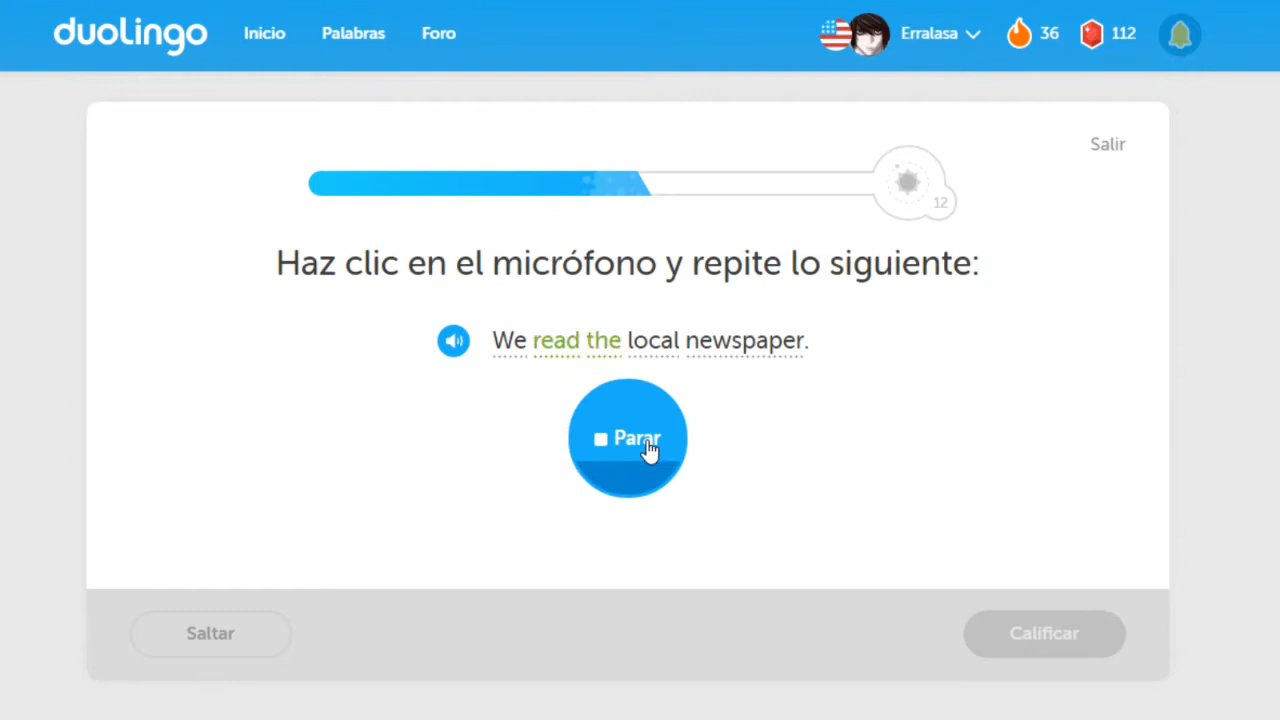 duolingo Inicio Palabras Foro Erralasa 36 112
Salir
12
Haz clic en el micrófono y repite lo siguiente:
We read the local newspaper.
Parar
Saltar Calificar